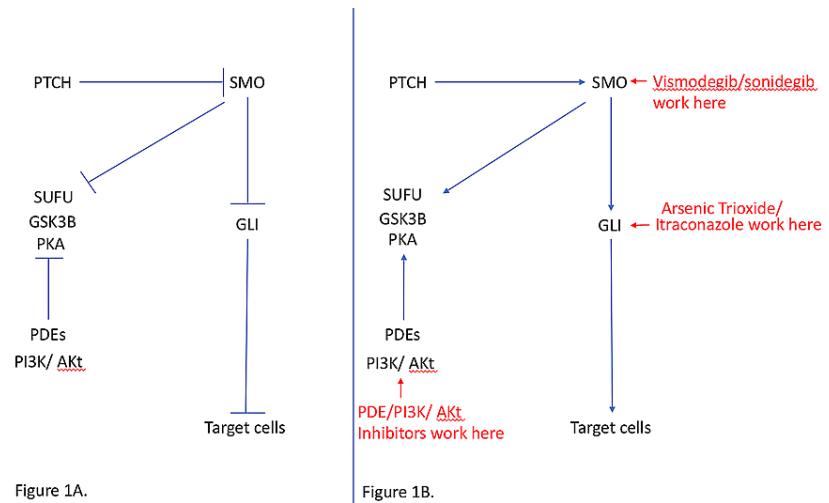 PTCH
SMO
SUFU
GSK3B
PKA
GLI
PDEs
PI3K/ AKt
Target cells
Figure 1A.
PTCH
SMO
Vismodegib/sonidegib
work here
SUFU
GSK3B
PKA
GLI
Arsenic Trioxide/
Itraconazole work here
PDEs
PI3K/ AKt
PDE/PI3K/ AKt
Inhibitors work here
Target cells
Figure 1B.